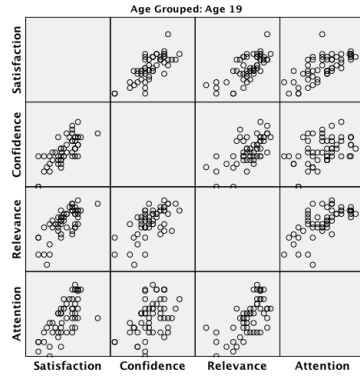 Age Grouped: Age 19
Satisfaction
Confidence
Relevance
Attention
Satisfaction Confidence Relevance Attention